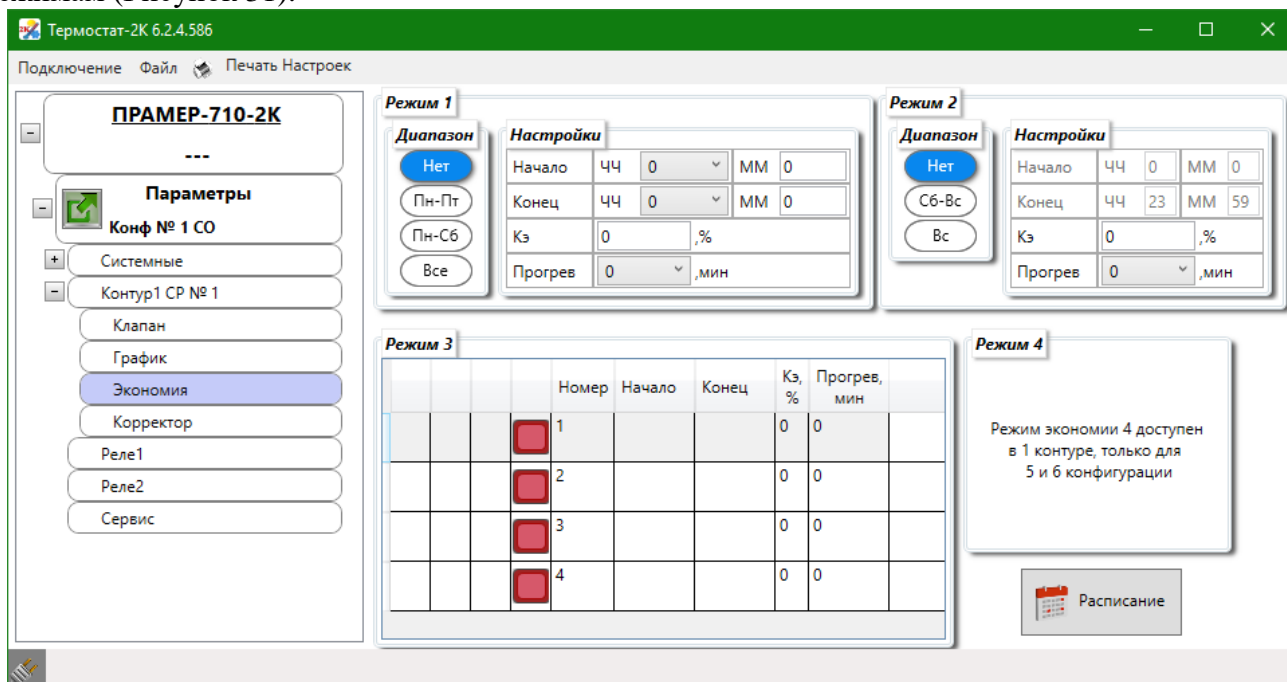 Термостат-2К 6.2.4.586
Подключение Файл Печать Настроек
ПРАМЕР-710-2К
---
Параметры
Конф № 1 СО
Системные
Контур1 СР № 1
Клапан
График
Экономия
Корректор
Реле1
Реле2
Сервис
Режим 1
Диапазон
Нет
Пн-Пт
Пн-Сб
Все
Настройки
Начало ЧЧ 0 ММ 0
Конец ЧЧ 0 ММ 0
Кэ 0 ,%
Прогрев 0 ,мин
Режим 2
Диапазон
Нет
Сб-Вс
Вс
Настройки
Начало ЧЧ 0 ММ 0
Конец ЧЧ 23 ММ 59
Кэ 0 ,%
Прогрев 0 ,мин
Режим 3
Номер Начало Конец Кэ, % Прогрев, мин
1 0 0
2 0 0
3 0 0
4 0 0
Режим 4
Режим экономии 4 доступен
в 1 контуре, только для
5 и 6 конфигурации
Расписание